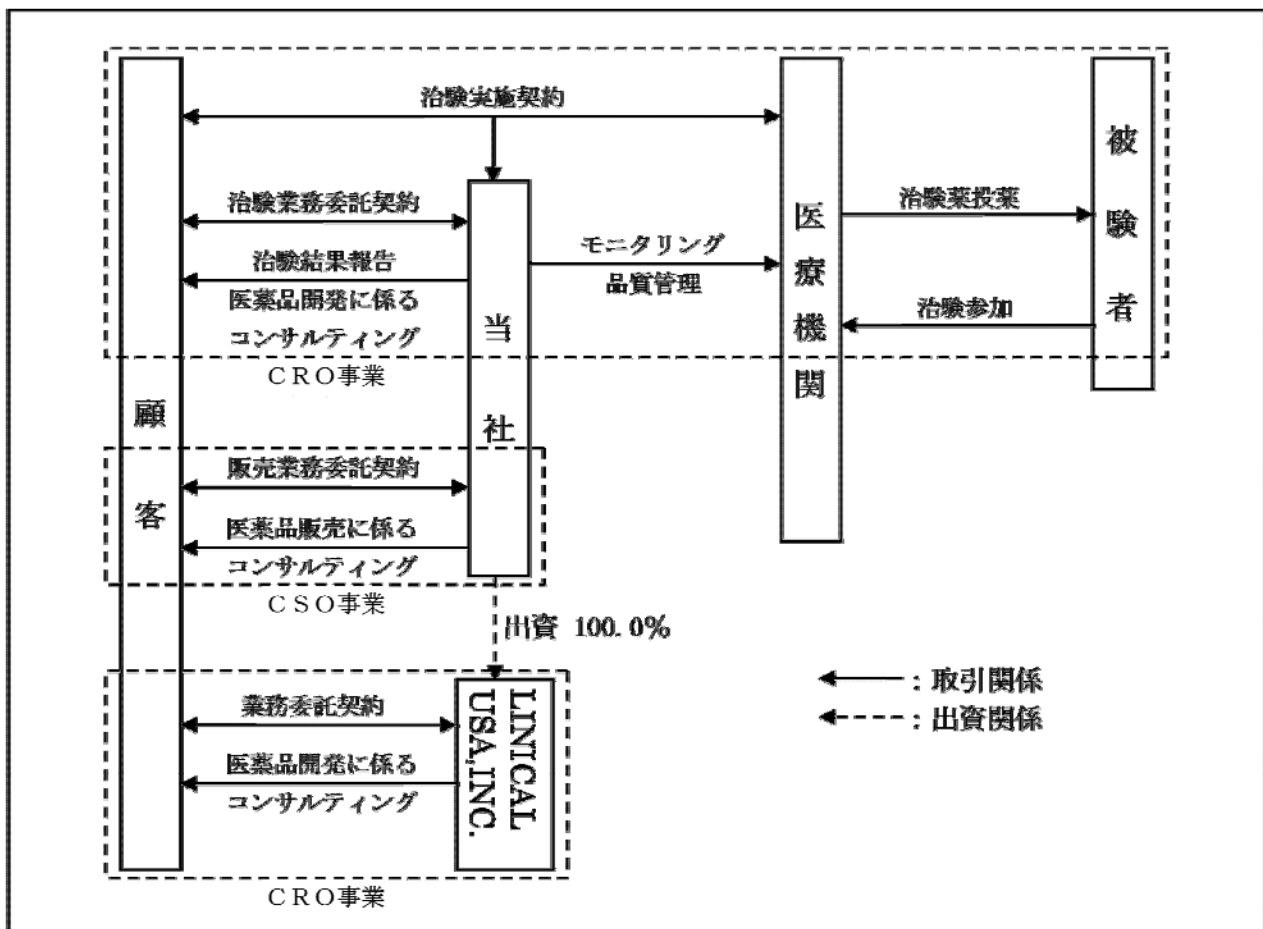 治験実施契約
治験業務委託契約
治験結果報告
医薬品開発に係る
コンサルティング
CRO事業
モニタリング
品質管理
治験薬投薬
治験参加
顧客
当社
医療機関
被験者
販売業務委託契約
医薬品販売に係る
コンサルティング
CSO事業
出資 100.0%
業務委託契約
医薬品開発に係る
コンサルティング
LINICAL
USA,INC.
CRO事業
:取引関係
:出資関係